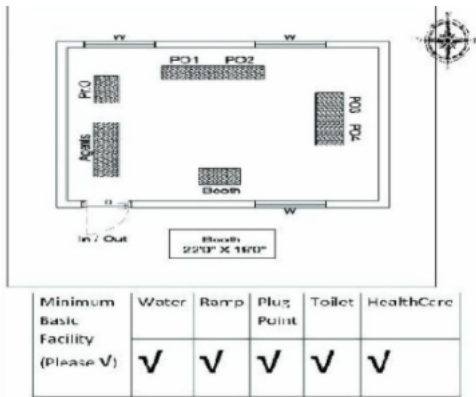 W W
PO1 PO2
PrO
PO3 PO4
Agents
Booth
D
W
In / Out
Booth
22'0" X 16'0"
Minimum Basic Facility (Please √) Water Ramp Plug Point Toilet HealthCare
√ √ √ √ √